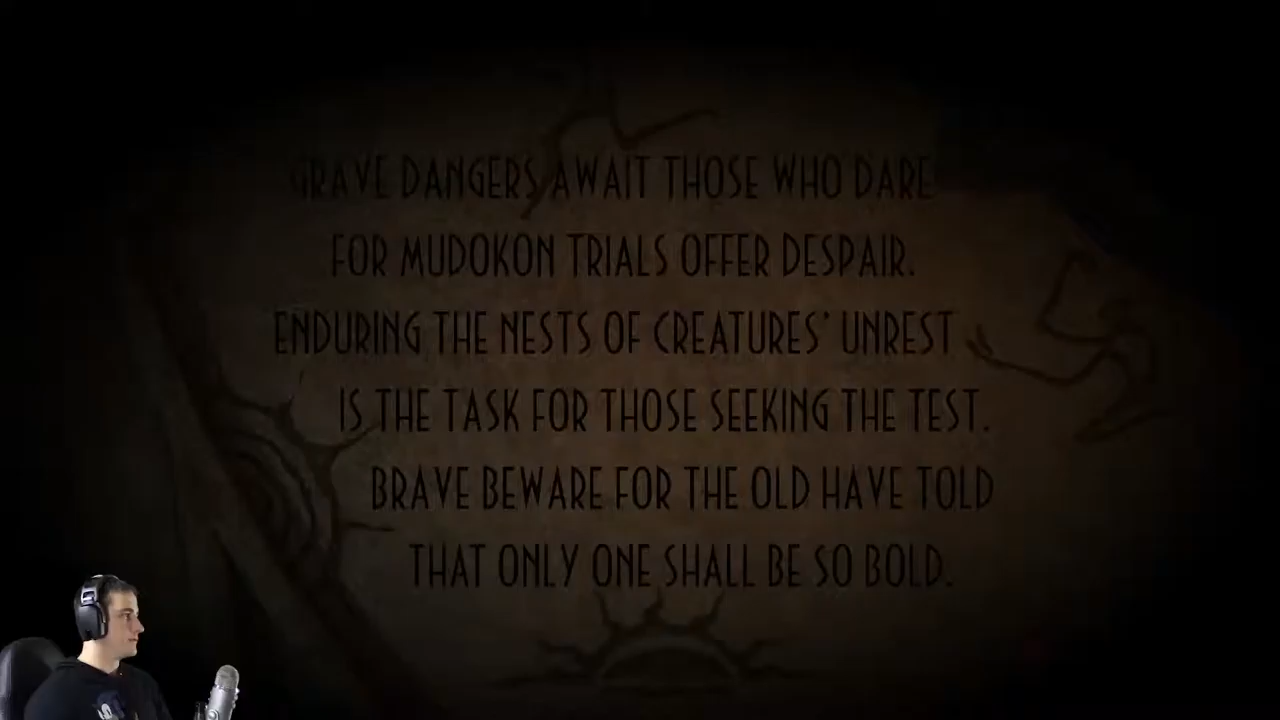 GRAVE DANGERS AWAIT THOSE WHO DARE
FOR MUDOKON TRIALS OFFER DESPAIR.
ENDURING THE NESTS OF CREATURES' UNREST
IS THE TASK FOR THOSE SEEKING THE TEST.
BRAVE BEWARE FOR THE OLD HAVE TOLD
THAT ONLY ONE SHALL BE SO BOLD.